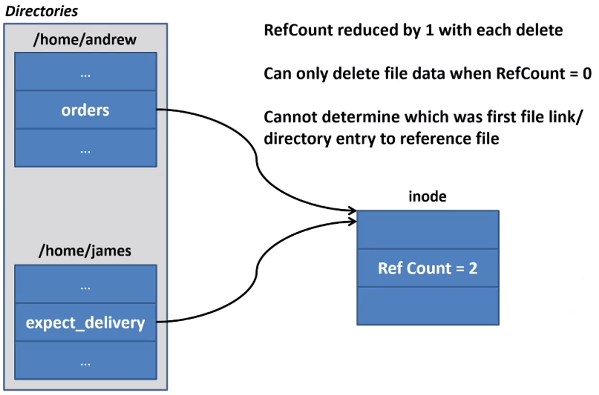 Directories
/home/andrew
...
orders
...
/home/james
...
expect_delivery
...
RefCount reduced by 1 with each delete
Can only delete file data when RefCount = 0
Cannot determine which was first file link/
directory entry to reference file
inode
Ref Count = 2